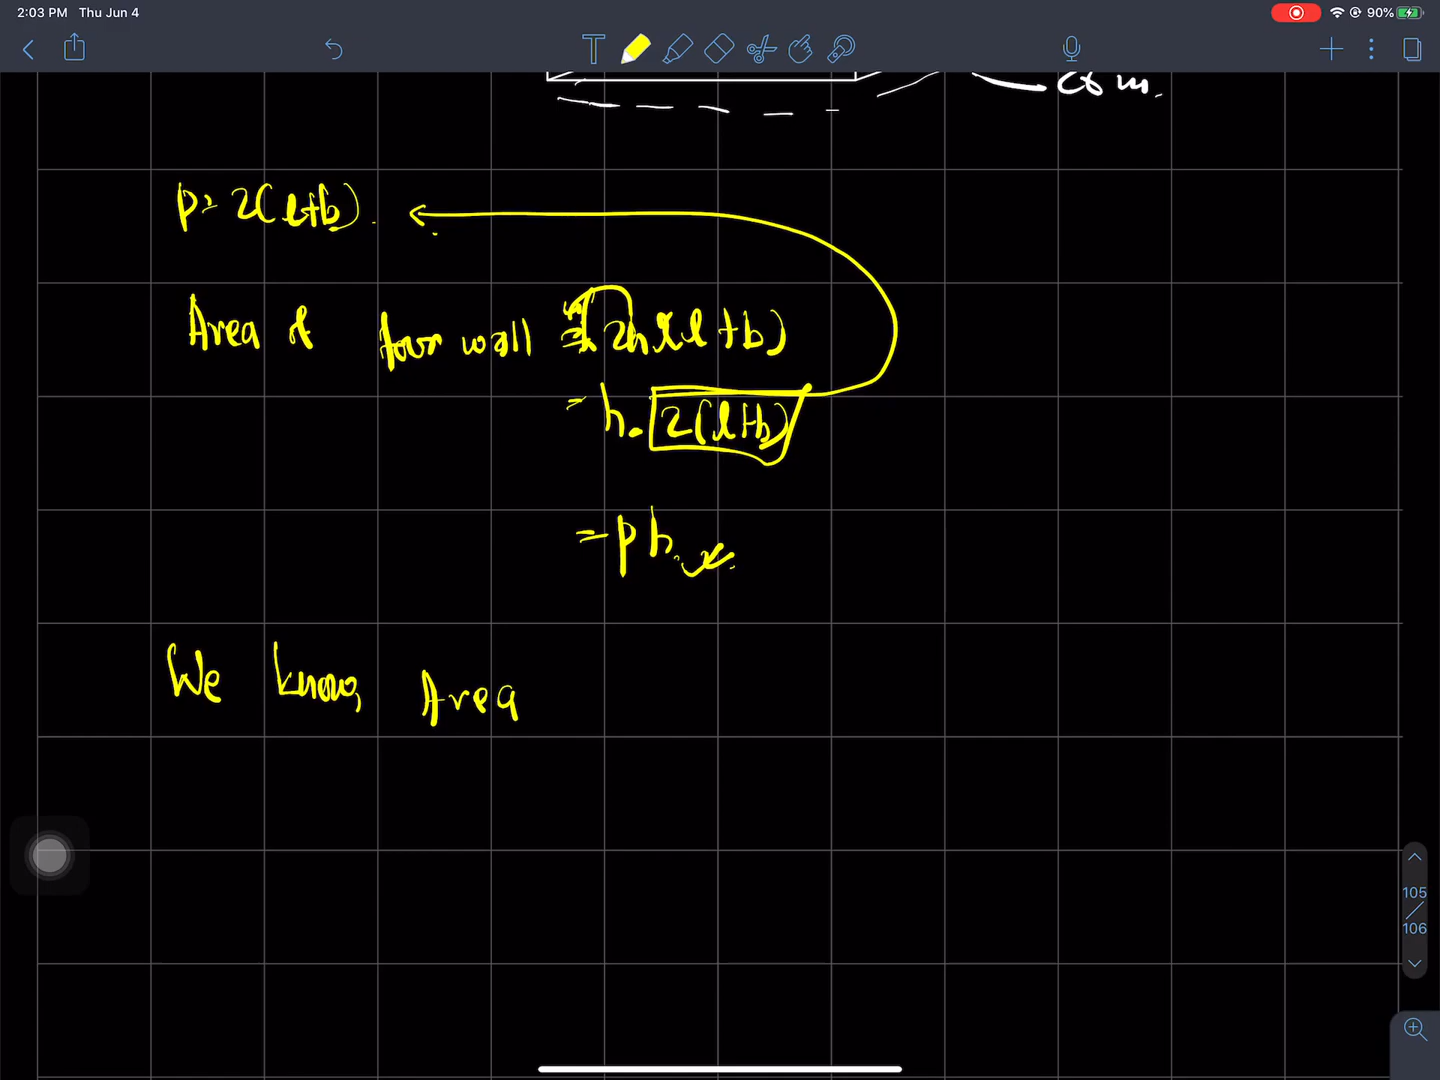 2:03 PM Thu Jun 4
90%
m.
P = 2(l+b).
Area of four wall = 2h(l+b)
= h. 2(l+b)
= Ph.
We know, Area
105
106